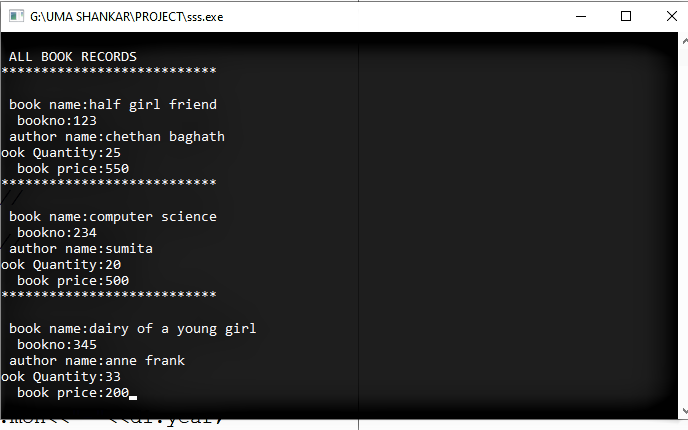 G:\UMA SHANKAR\PROJECT\sss.exe
ALL BOOK RECORDS
***************************
book name:half girl friend
bookno:123
author name:chethan baghath
ook Quantity:25
book price:550
***************************
book name:computer science
bookno:234
author name:sumita
ook Quantity:20
book price:500
***************************
book name:dairy of a young girl
bookno:345
author name:anne frank
ook Quantity:33
book price:200